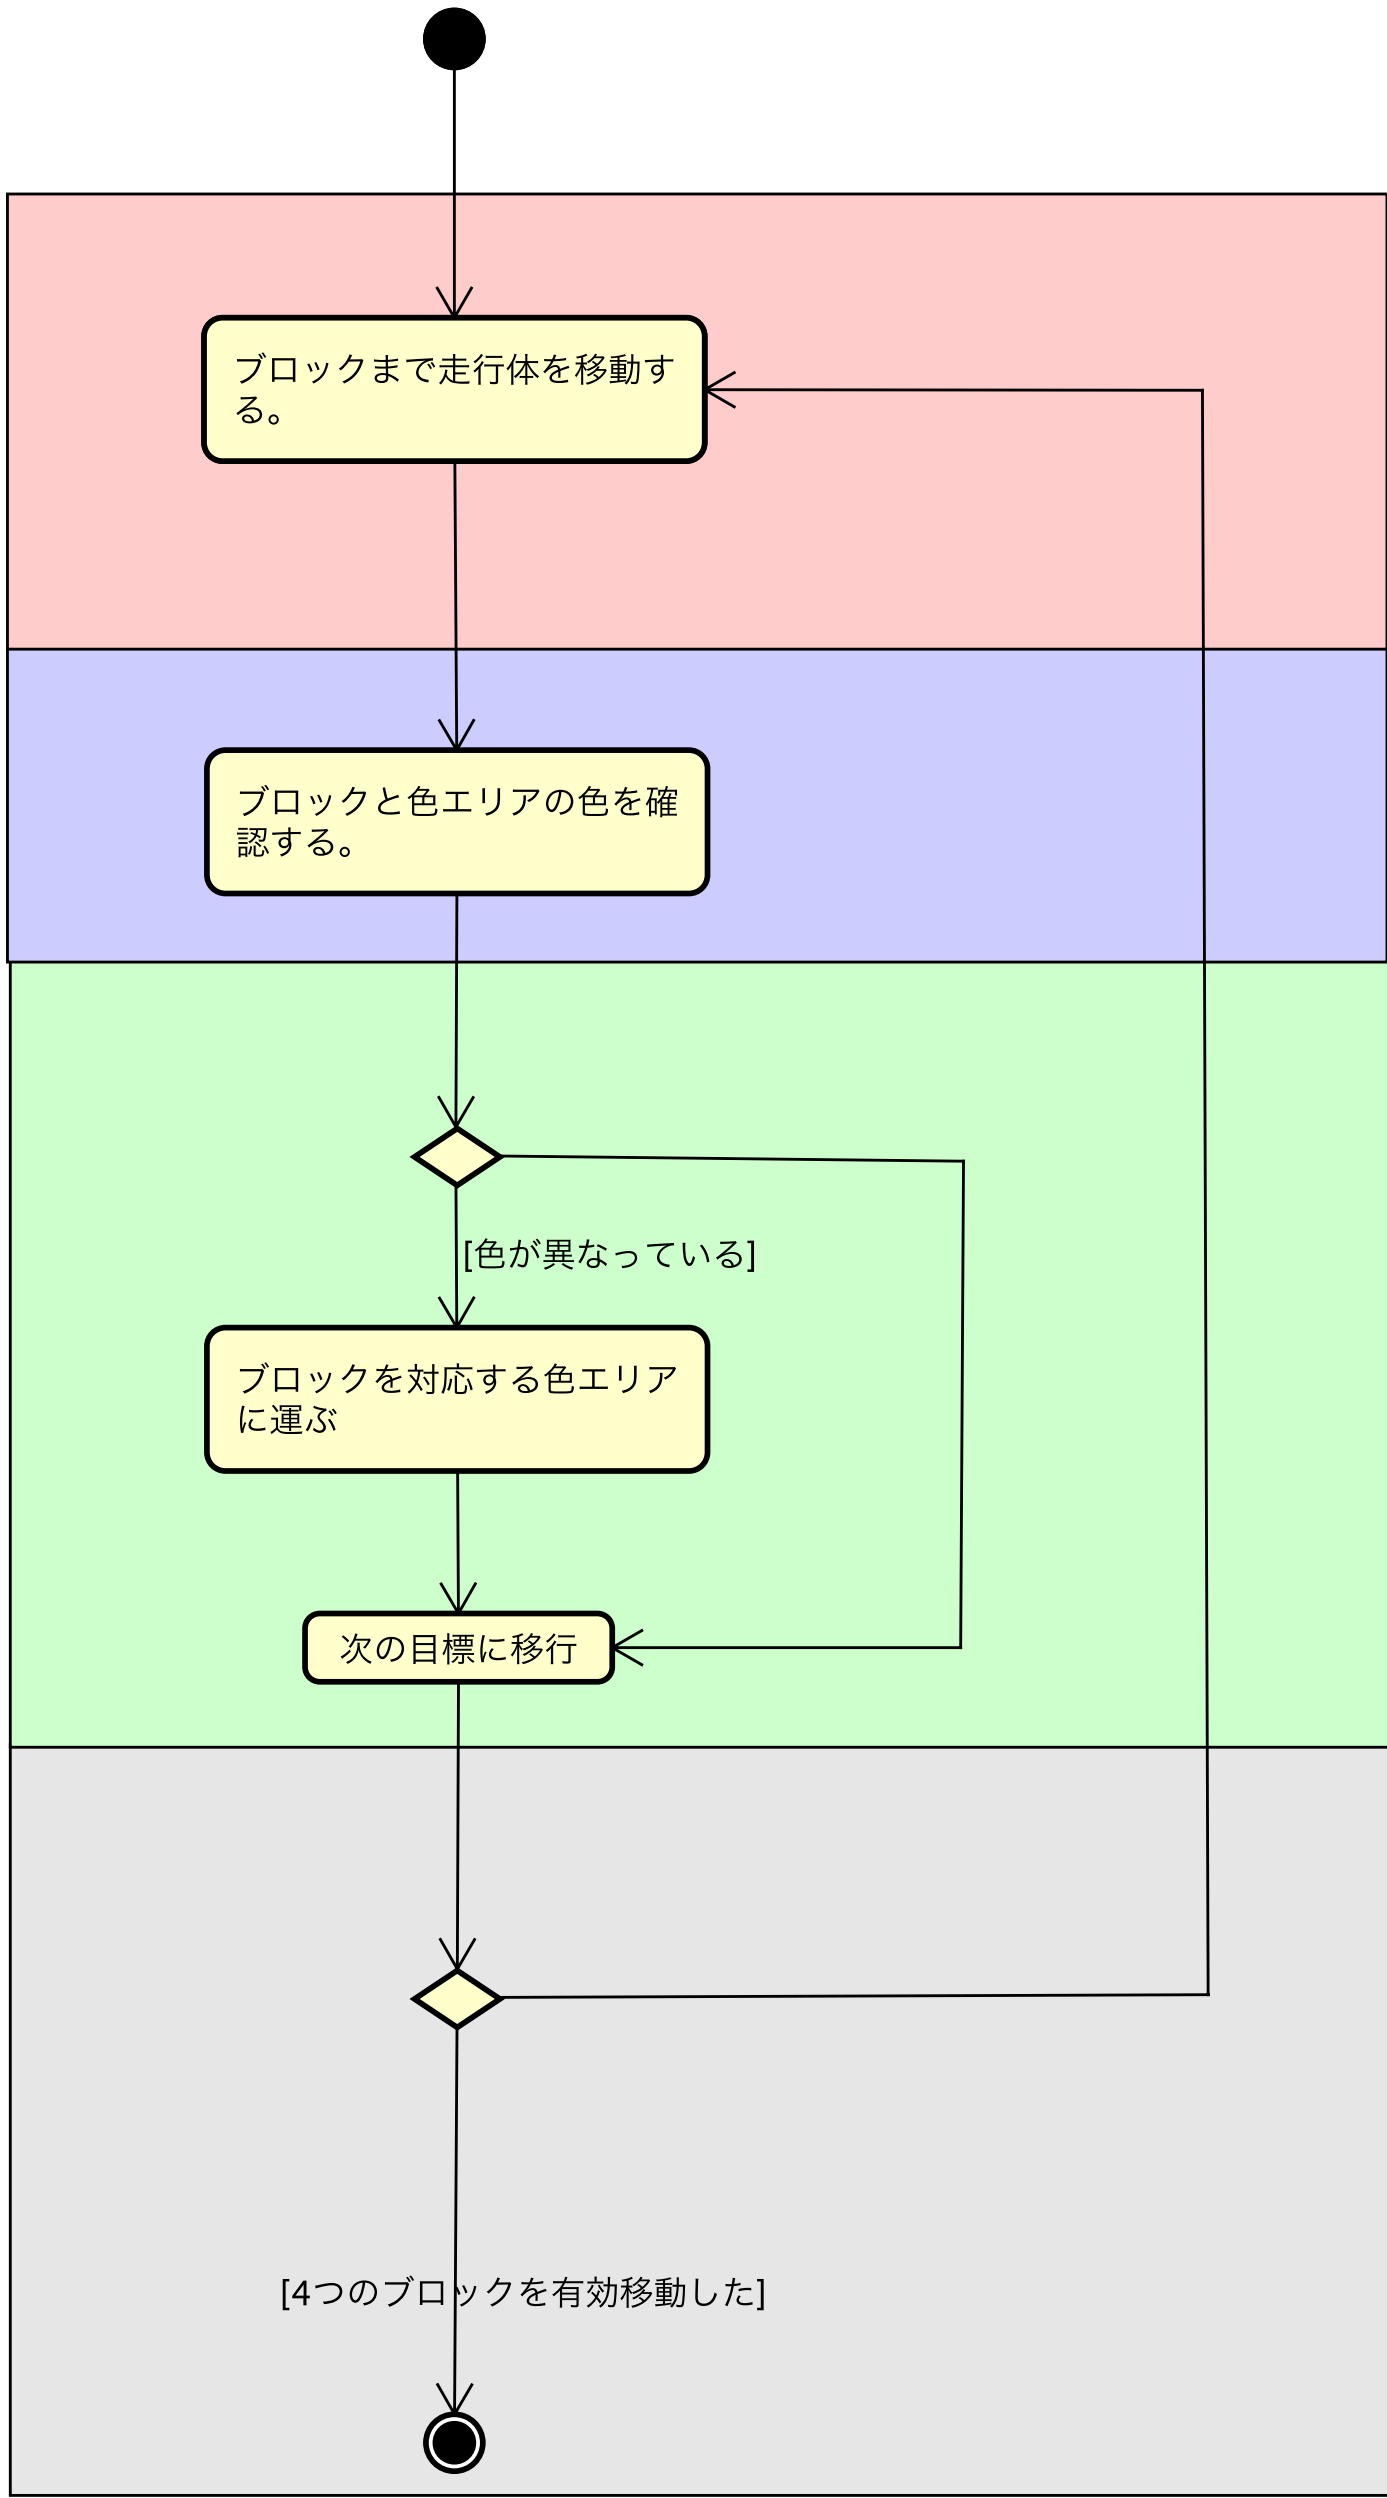 ブロックまで走行体を移動す
る。
ブロックと色エリアの色を確
認する。
[色が異なっている]
ブロックを対応する色エリア
に運ぶ
次の目標に移行
[4つのブロックを有効移動した]